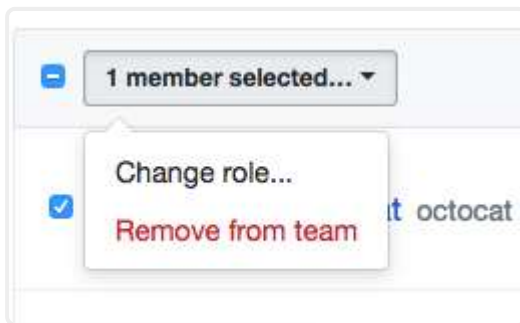 1 member selected...
Change role...
octocat
Remove from team